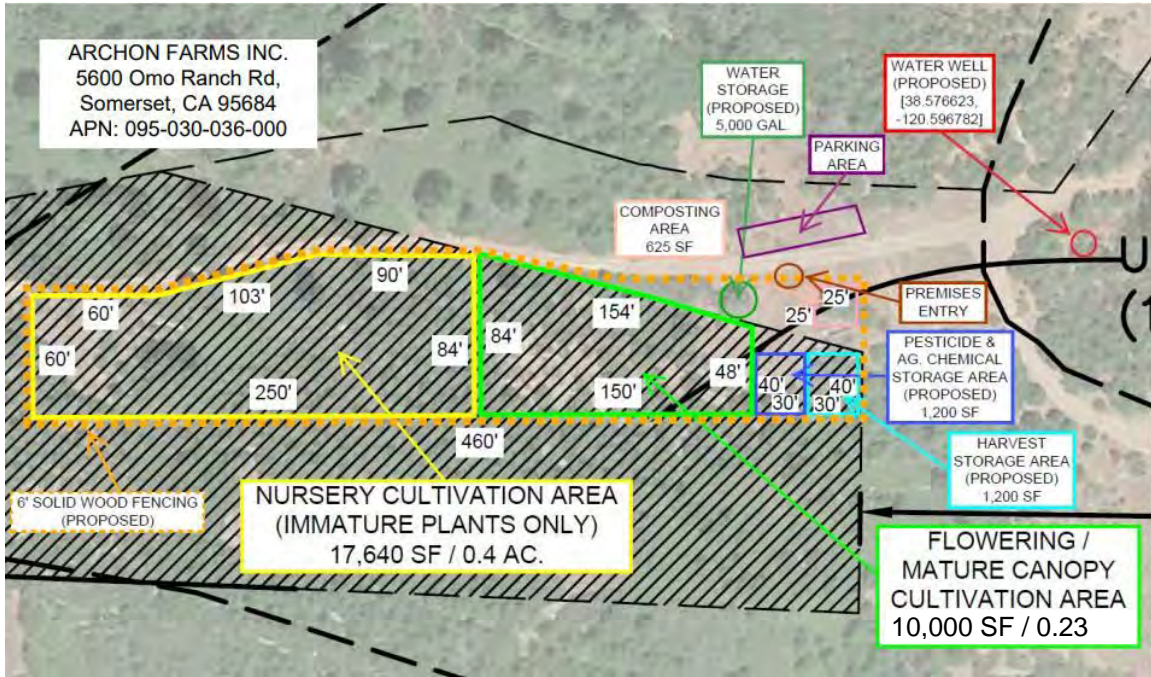 ARCHON FARMS INC.
5600 Omo Ranch Rd,
Somerset, CA 95684
APN: 095-030-036-000
WATER
STORAGE
(PROPOSED)
5,000 GAL
WATER WELL
(PROPOSED)
[38.576623,
-120.596782]
PARKING
AREA
COMPOSTING
AREA
625 SF
PREMISES
ENTRY
25'
25'
60'
103'
90'
60'
84'
250'
84'
154'
48'
150'
40'
30'
40'
30'
460'
PESTICIDE &
AG. CHEMICAL
STORAGE AREA
(PROPOSED)
1,200 SF
HARVEST
STORAGE AREA
(PROPOSED)
1,200 SF
6' SOLID WOOD FENCING
(PROPOSED)
NURSERY CULTIVATION AREA
(IMMATURE PLANTS ONLY)
17,640 SF / 0.4 AC.
FLOWERING /
MATURE CANOPY
CULTIVATION AREA
10,000 SF / 0.23
U
(1